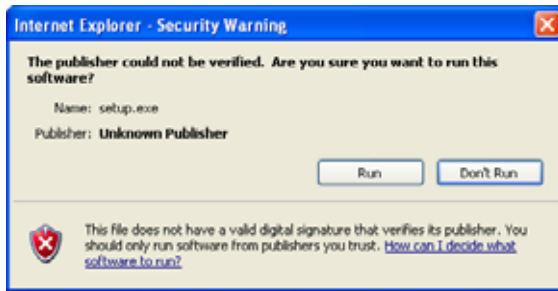 Internet Explorer - Security Warning
The publisher could not be verified. Are you sure you want to run this
software?
Name: setup.exe
Publisher: Unknown Publisher
Run Don't Run
This file does not have a valid digital signature that verifies its publisher. You
should only run software from publishers you trust. How can I decide what
software to run?